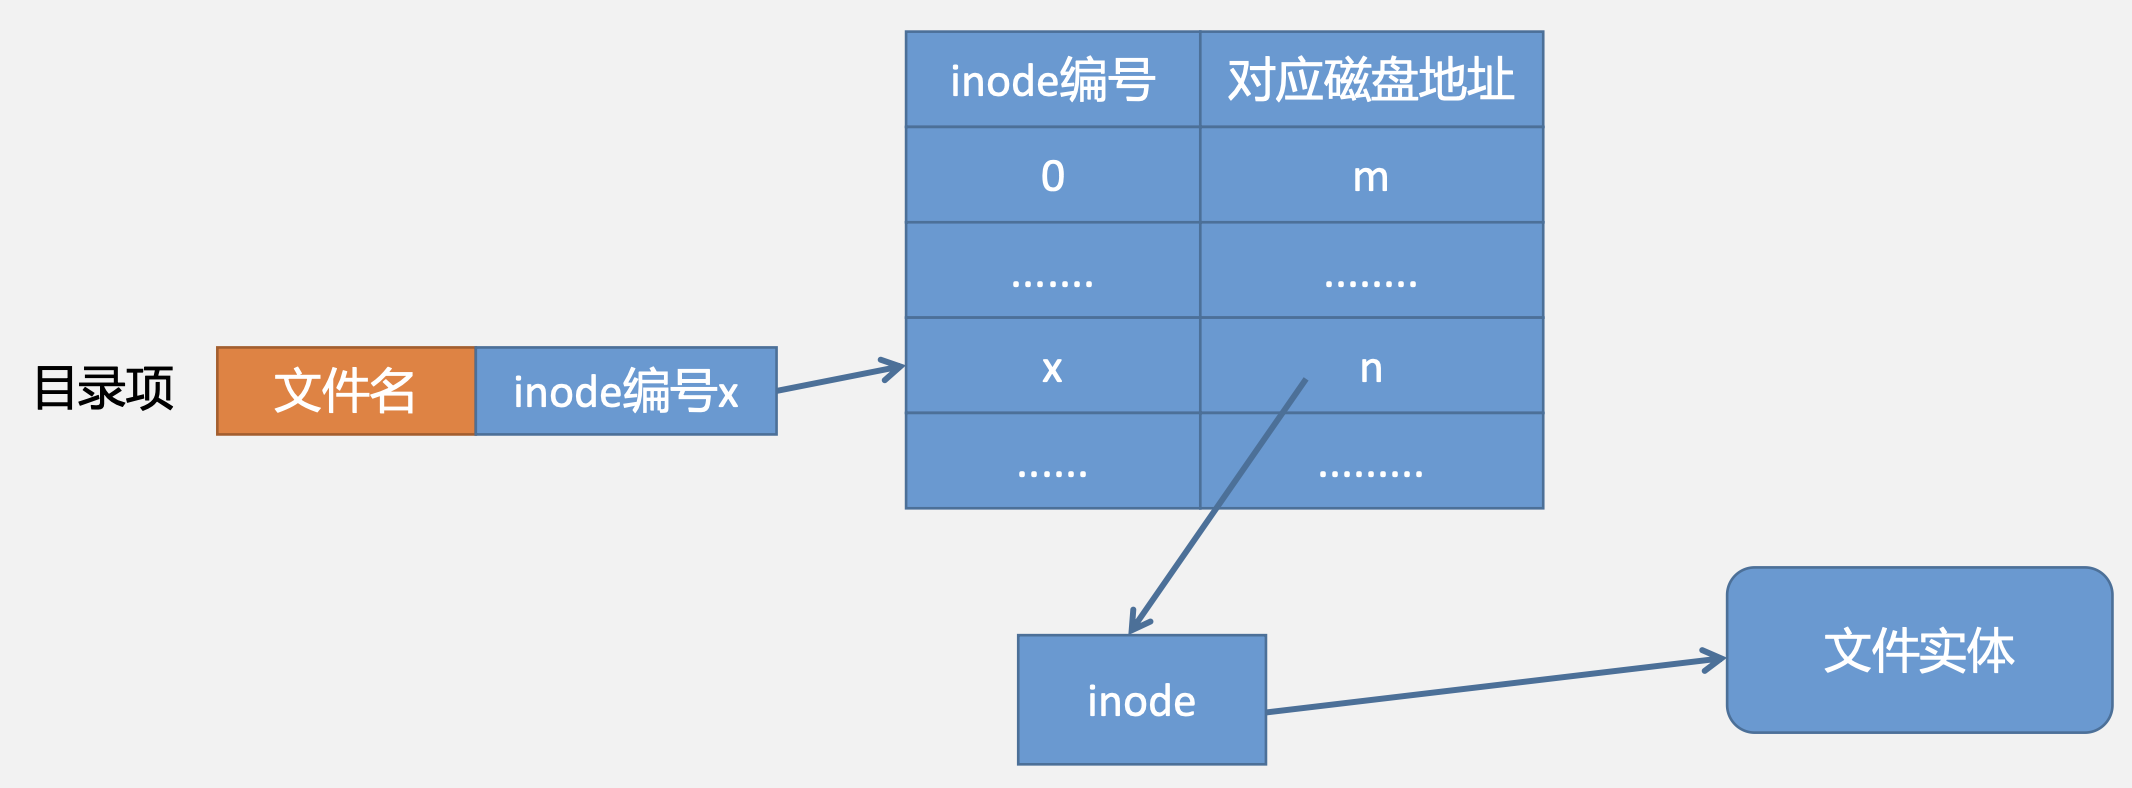 inode编号 对应磁盘地址
0 m
....... ........
目录项 文件名 inode编号x
x n
...... .........
inode
文件实体